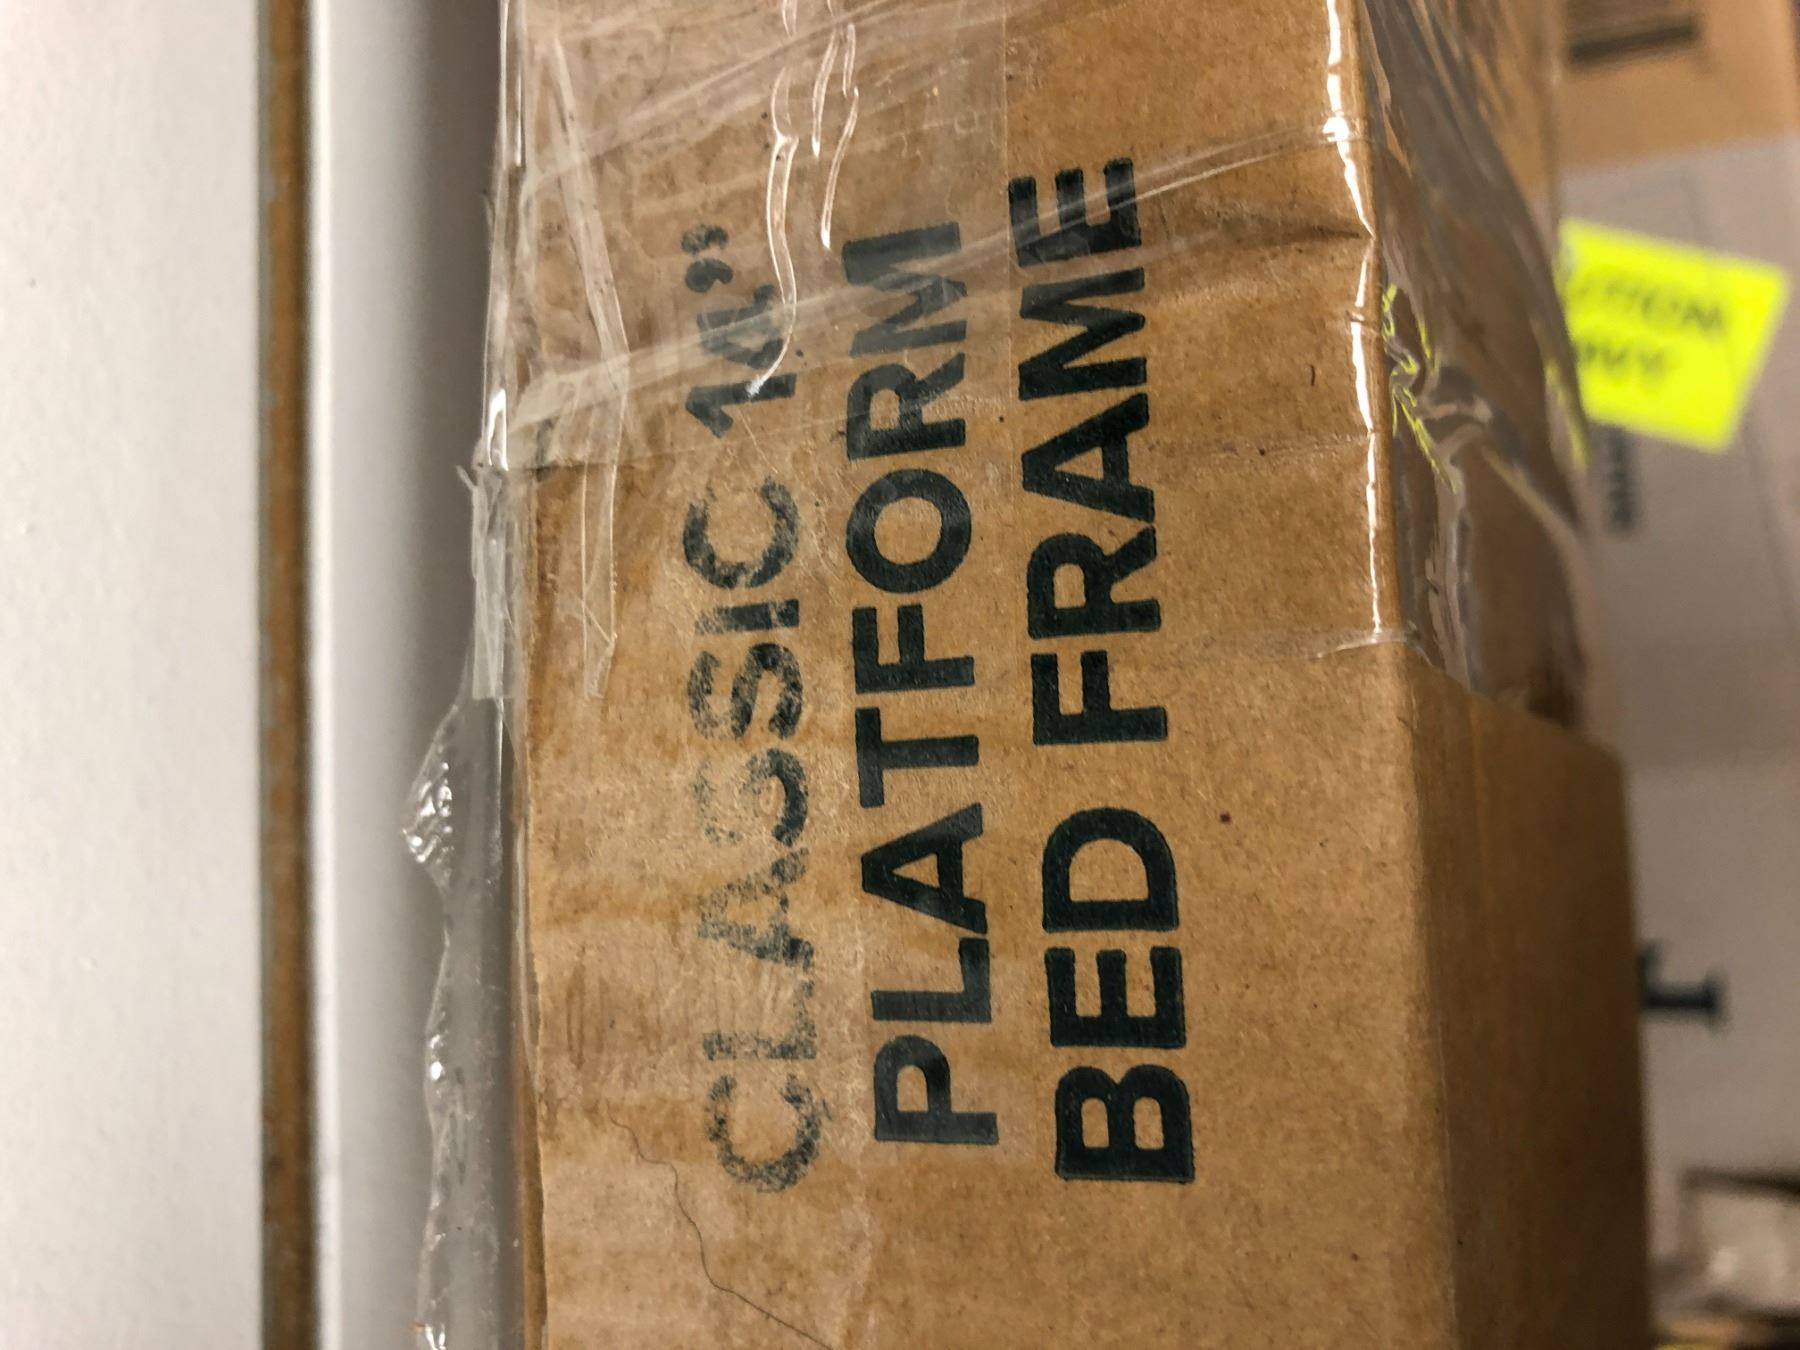 CLASSIC 14”
PLATFORM
BED FRAME